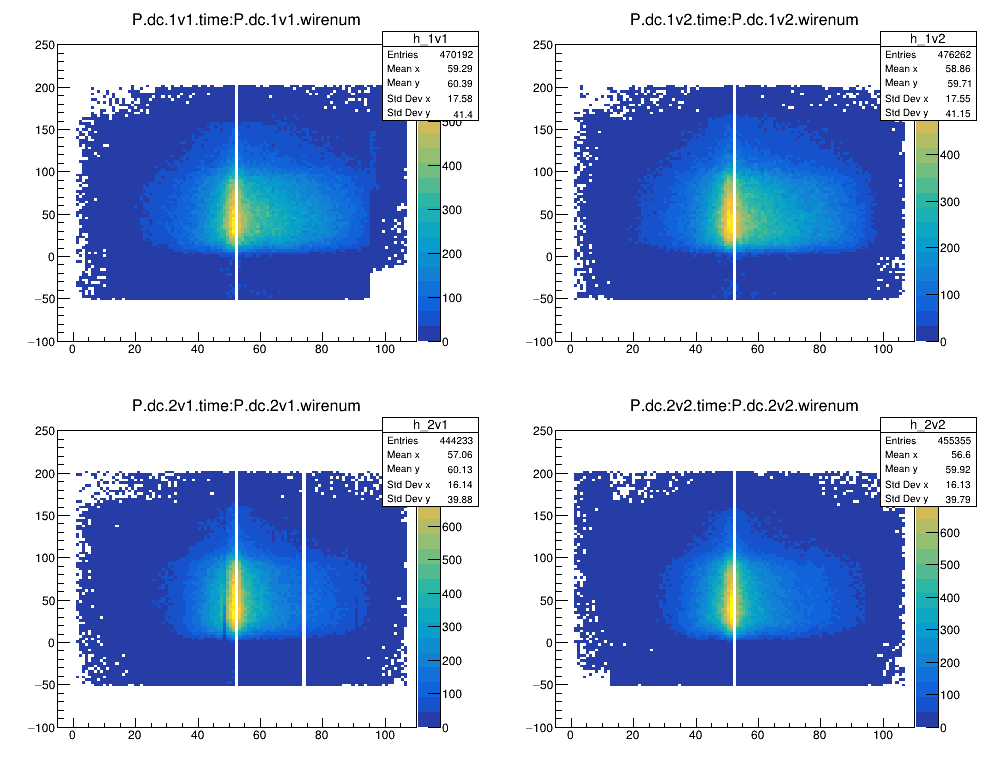 P.dc.1v1.time:P.dc.1v1.wirenum
h_1v1
Entries 470192
Mean x 59.29
Mean y 60.39
Std Dev x 17.58
Std Dev y 41.4
250
200
150
100
50
0
−50
−100
0 20 40 60 80 100
500
400
300
200
100
0
P.dc.1v2.time:P.dc.1v2.wirenum
h_1v2
Entries 476262
Mean x 58.86
Mean y 59.71
Std Dev x 17.55
Std Dev y 41.15
250
200
150
100
50
0
−50
−100
0 20 40 60 80 100
400
300
200
100
0
P.dc.2v1.time:P.dc.2v1.wirenum
h_2v1
Entries 444233
Mean x 57.06
Mean y 60.13
Std Dev x 16.14
Std Dev y 39.88
250
200
150
100
50
0
−50
−100
0 20 40 60 80 100
600
500
400
300
200
100
0
P.dc.2v2.time:P.dc.2v2.wirenum
h_2v2
Entries 455355
Mean x 56.6
Mean y 59.92
Std Dev x 16.13
Std Dev y 39.79
250
200
150
100
50
0
−50
−100
0 20 40 60 80 100
600
500
400
300
200
100
0